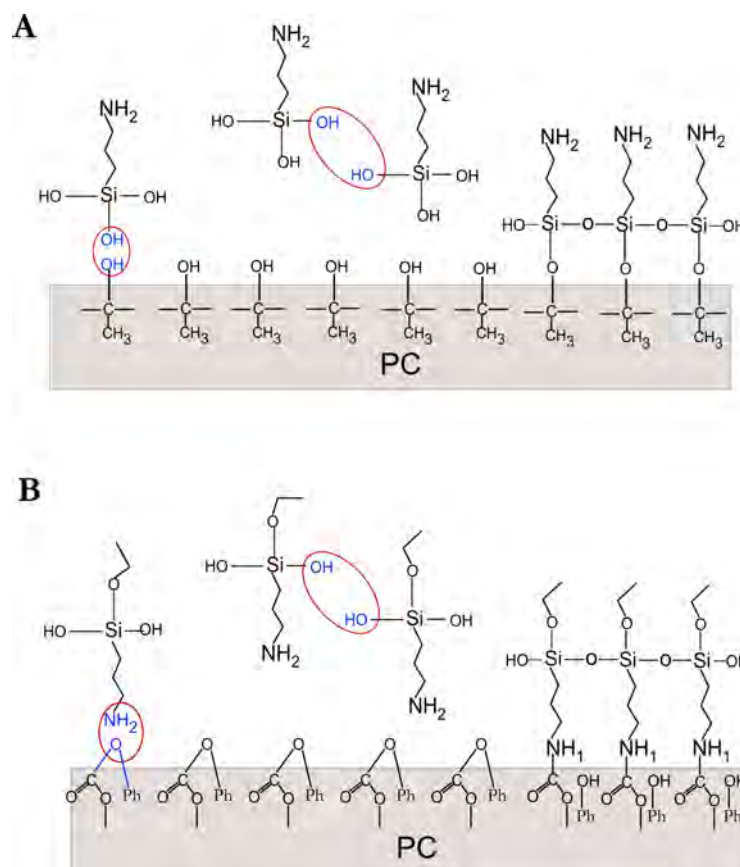 A
NH2 NH2
HO Si OH
NH2
HO Si OH
OH
HO Si OH
OH
NH2 NH2 NH2
HO Si O Si O Si OH
OH
OH OH OH OH OH OH O O O
C C C C C C C C C
CH3 CH3 CH3 CH3 CH3 CH3 CH3 CH3 CH3
PC
B
O
HO Si OH
NH2
O
HO Si OH
NH2
O
HO Si OH
NH2
O O O
HO Si O Si O Si OH
NH1 NH1 NH1
O O O O O
C C C C C C OH C OH C OH
O O Ph O O Ph O O Ph O O Ph O O Ph O O Ph O O Ph O O Ph
PC